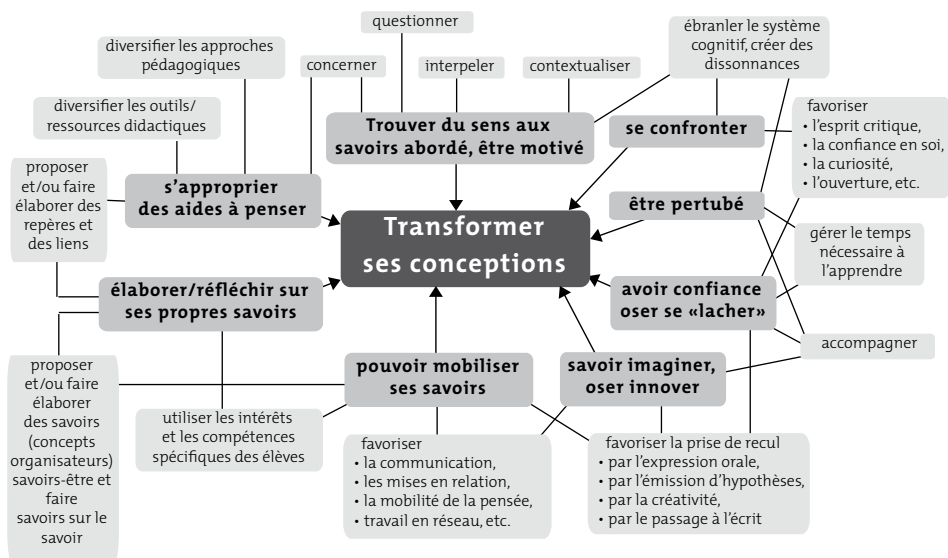 questionner
ébranler le système
cognitif, créer des
dissonances
diversifier les approches
pédagogiques
concerner
interpeler
contextualiser
diversifier les outils/
ressources didactiques
Trouver du sens aux
savoirs abordé, être motivé
se confronter
favoriser
• l'esprit critique,
• la confiance en soi,
• la curiosité,
• l'ouverture, etc.
proposer
et/ou faire
élaborer des
repères et
des liens
s'approprier
des aides à penser
être pertubé
Transformer
ses conceptions
gérer le temps
nécessaire à
l'apprendre
élaborer/réfléchir sur
ses propres savoirs
avoir confiance
oser se «lacher»
accompagner
proposer
et/ou faire
élaborer
des savoirs
(concepts
organisateurs)
savoirs-être et
faire
savoirs sur le
savoir
pouvoir mobiliser
ses savoirs
savoir imaginer,
oser innover
utiliser les intérêts
et les compétences
spécifiques des élèves
favoriser
• la communication,
• les mises en relation,
• la mobilité de la pensée,
• travail en réseau, etc.
favoriser la prise de recul
• par l'expression orale,
• par l'émission d'hypothèses,
• par la créativité,
• par le passage à l'écrit